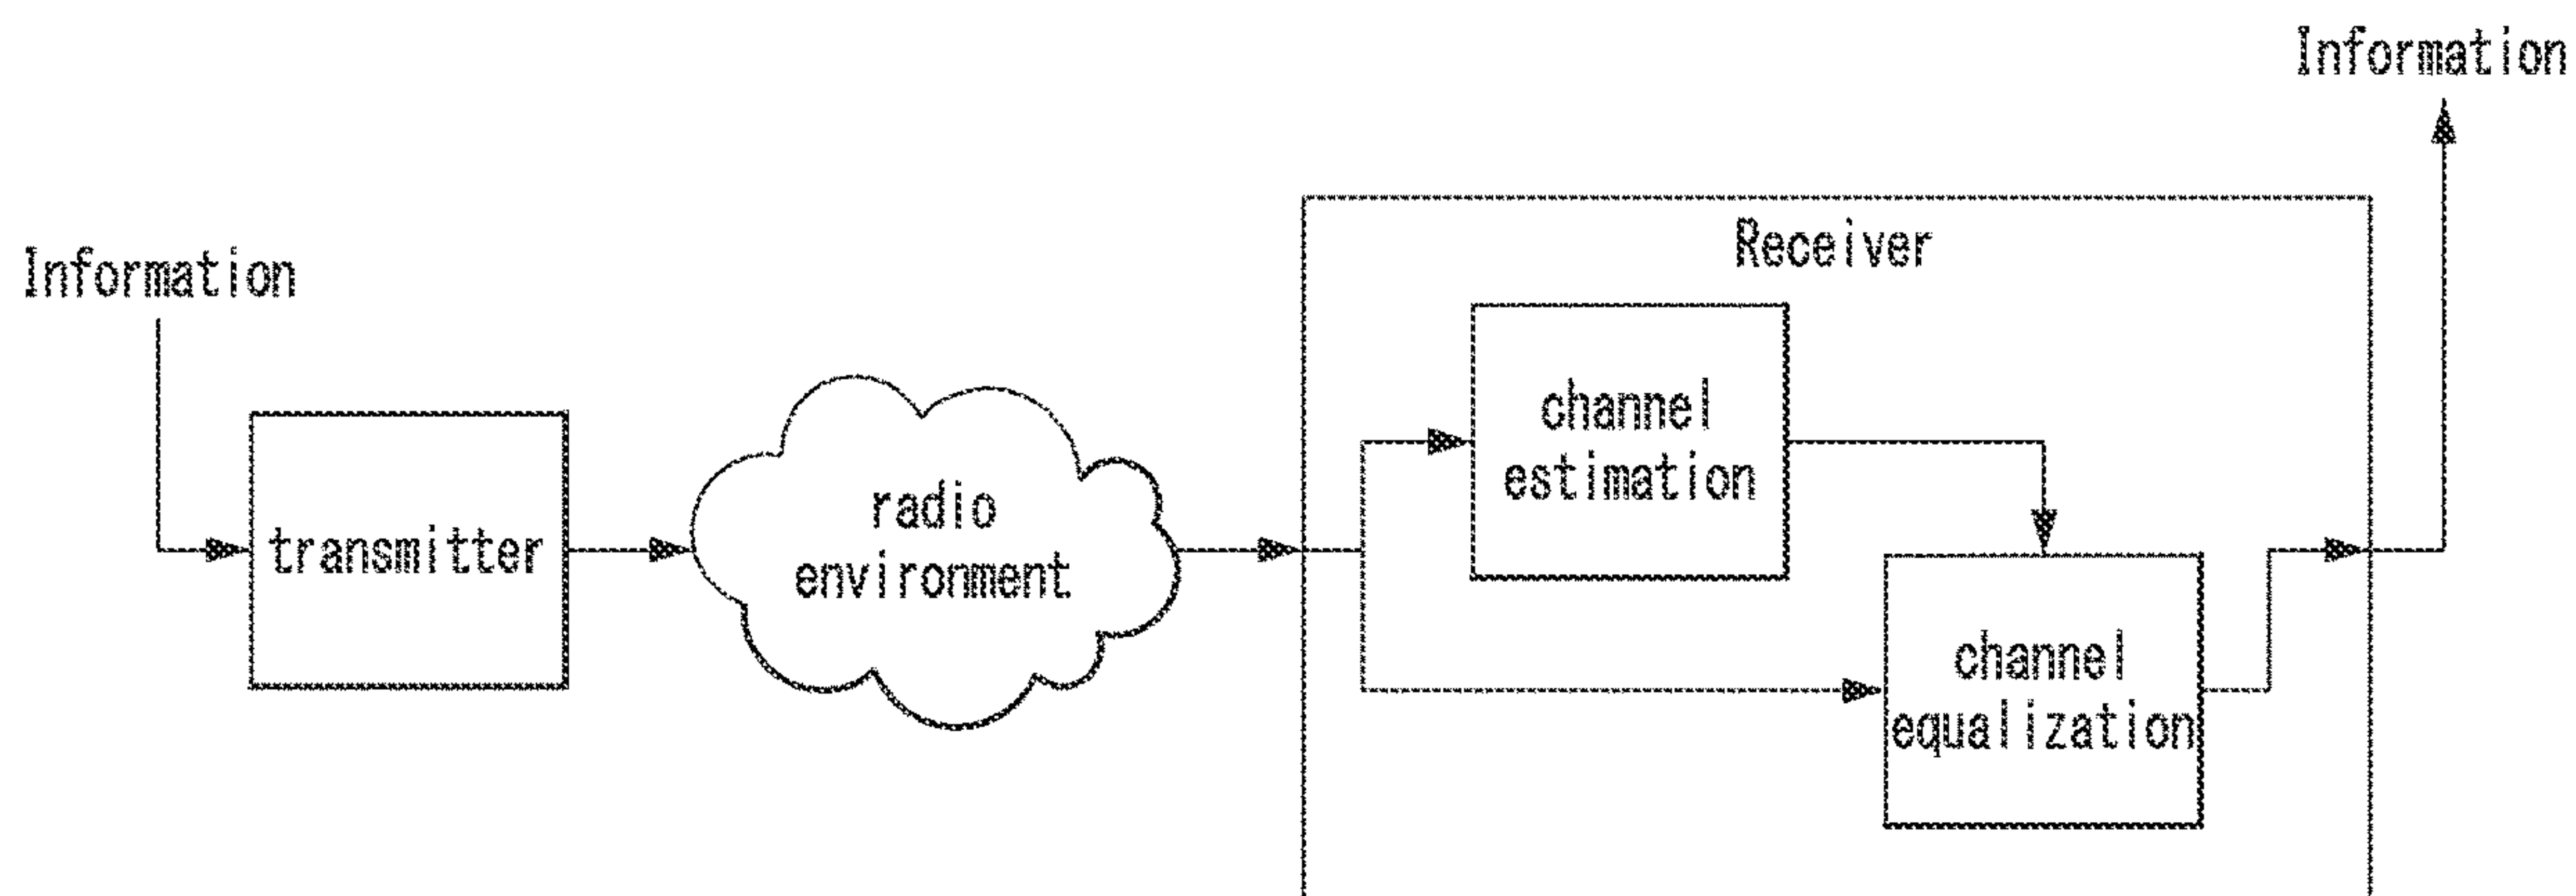 Information
Information
Receiver
transmitter
radio
environment
channel
estimation
channel
equalization